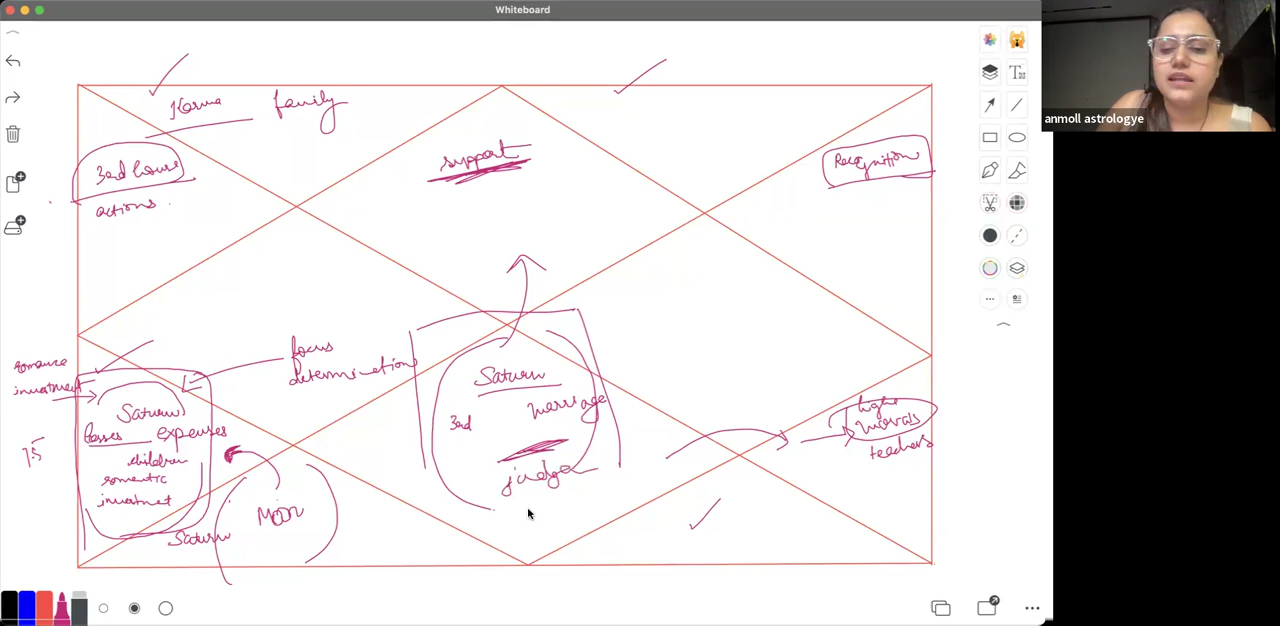 Whiteboard
anmoll astrologye
Karma family
3rd house
actions
support
Recognition
romance
investment
focus
determination
Saturn
losses expenses
children
romantic
investment
Saturn
Moon
Saturn
3rd marriage
judge
higher
morals
teachers